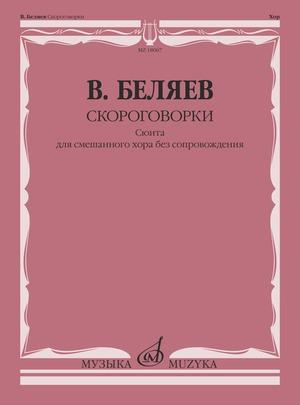 В. Беляев Скороговорки
Хор
MZ 18067
В. БЕЛЯЕВ
СКОРОГОВОРКИ
Сюита
для смешанного хора без сопровождения
МУЗЫКА
MUZYKA